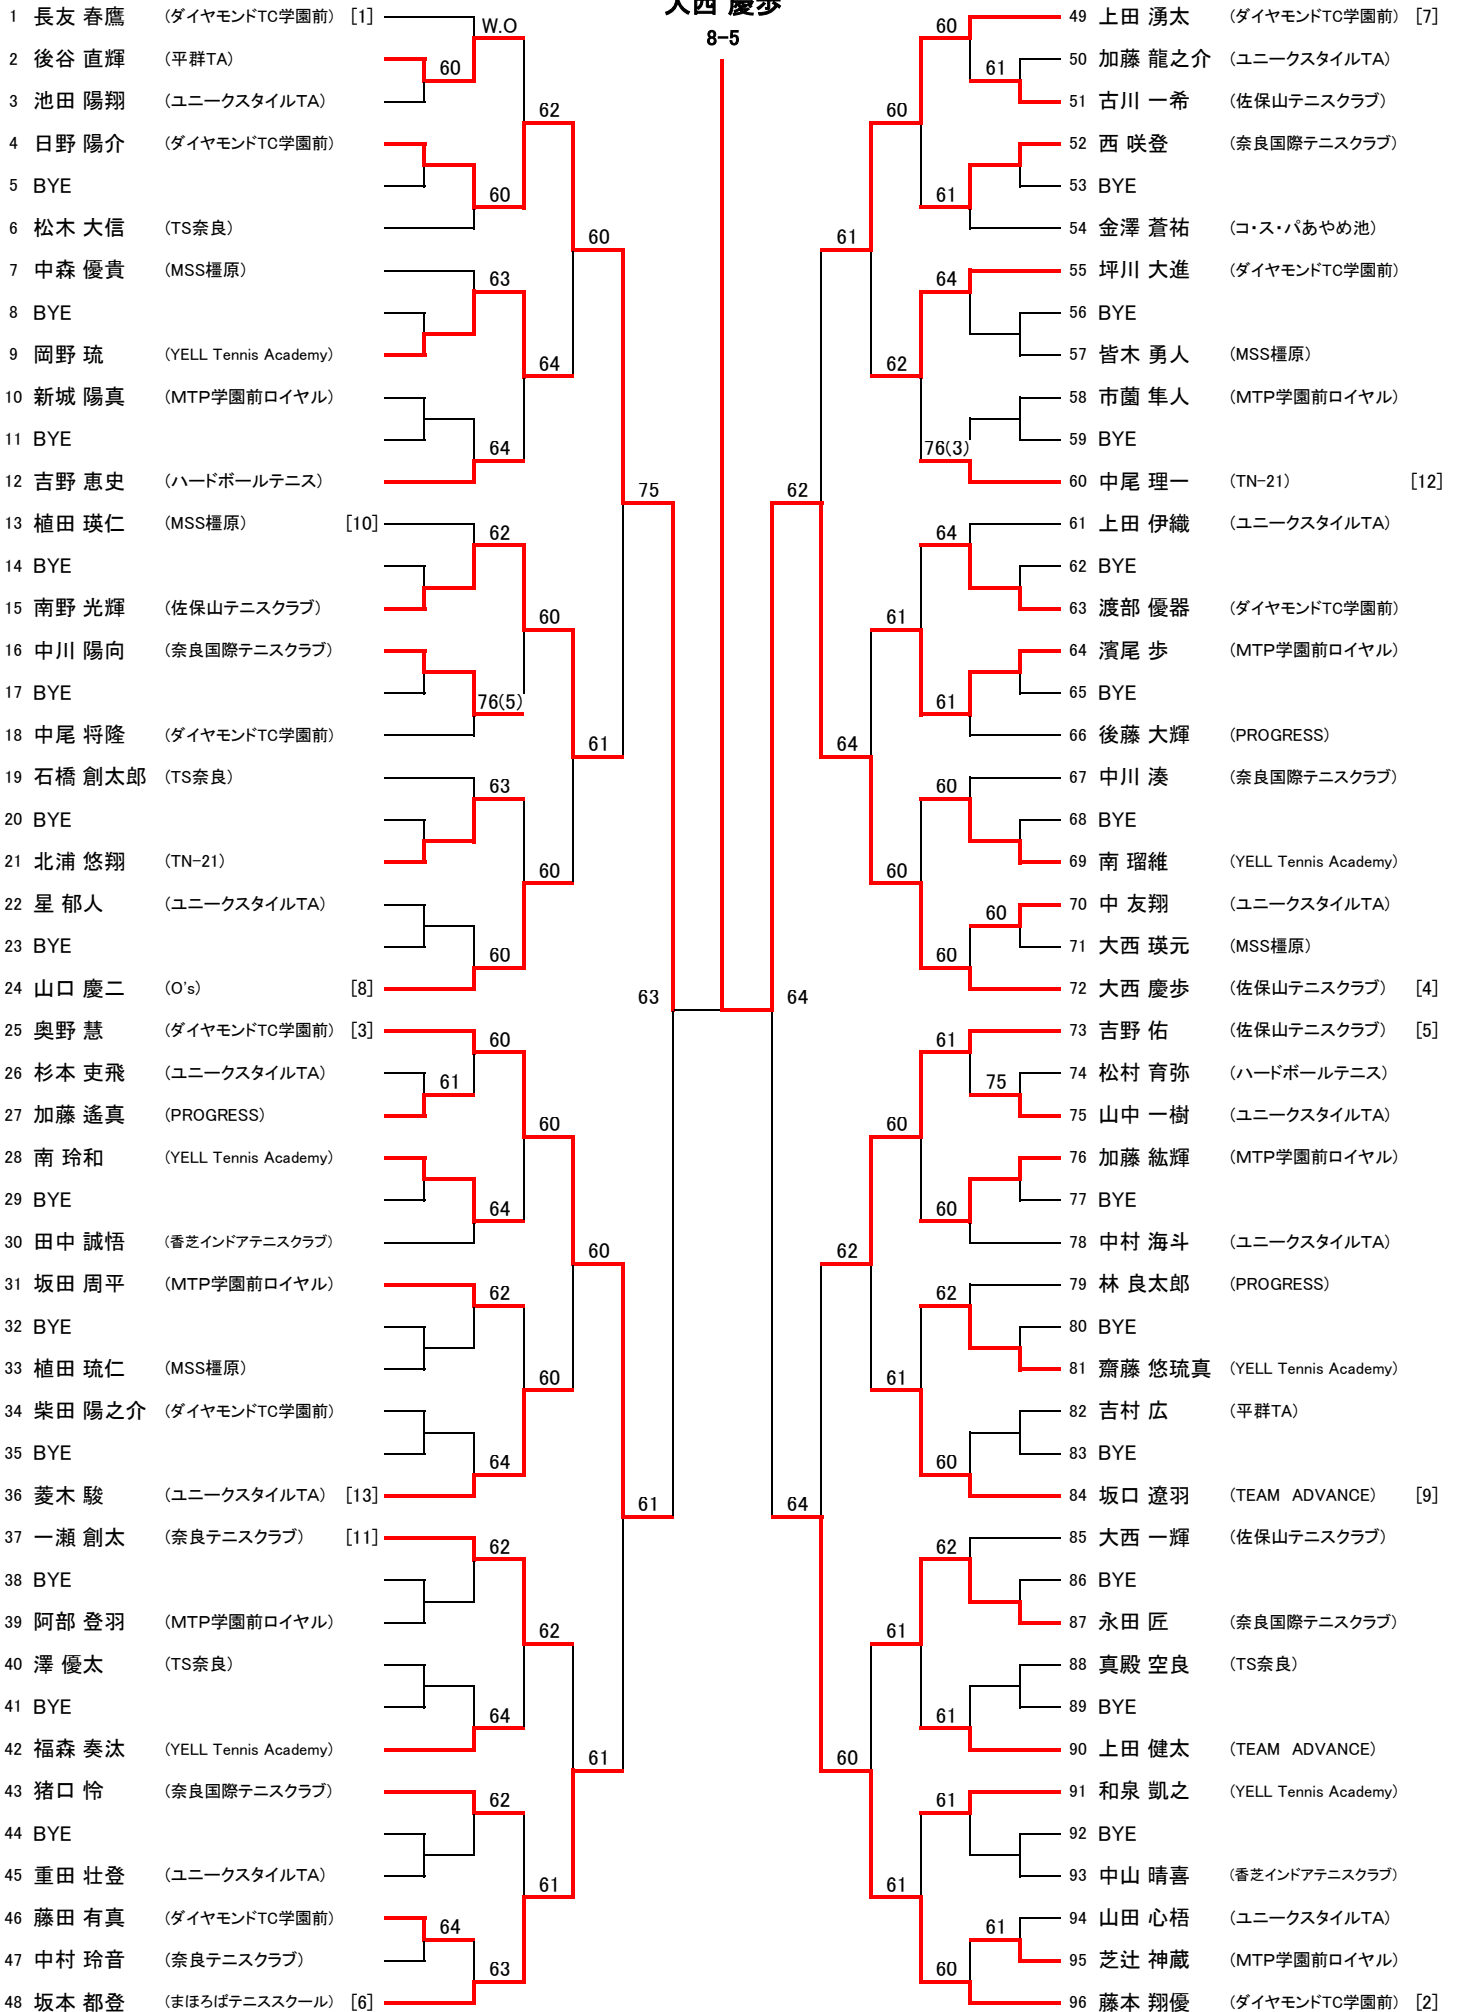 大西 慶歩
8-5
1 長友 春鷹 (ダイヤモンドTC学園前) [1]
W.O
2 後谷 直輝 (平群TA)
60
3 池田 陽翔 (ユニークスタイルTA)
62
4 日野 陽介 (ダイヤモンドTC学園前)
5 BYE
60
6 松木 大信 (TS奈良)
60
7 中森 優貴 (MSS橿原)
63
8 BYE
9 岡野 琉 (YELL Tennis Academy)
64
10 新城 陽真 (MTP学園前ロイヤル)
11 BYE
64
12 吉野 恵史 (ハードボールテニス)
75
13 植田 瑛仁 (MSS橿原) [10]
62
14 BYE
15 南野 光輝 (佐保山テニスクラブ)
60
16 中川 陽向 (奈良国際テニスクラブ)
17 BYE
76(5)
18 中尾 将隆 (ダイヤモンドTC学園前)
61
19 石橋 創太郎 (TS奈良)
63
20 BYE
21 北浦 悠翔 (TN-21)
60
22 星 郁人 (ユニークスタイルTA)
23 BYE
60
24 山口 慶二 (O's) [8]
63
25 奥野 慧 (ダイヤモンドTC学園前) [3]
60
26 杉本 吏飛 (ユニークスタイルTA)
61
27 加藤 遙真 (PROGRESS)
60
28 南 玲和 (YELL Tennis Academy)
29 BYE
64
30 田中 誠悟 (香芝インドアテニスクラブ)
60
31 坂田 周平 (MTP学園前ロイヤル)
62
32 BYE
33 植田 琉仁 (MSS橿原)
60
34 柴田 陽之介 (ダイヤモンドTC学園前)
35 BYE
64
36 菱木 駿 (ユニークスタイルTA) [13]
61
37 一瀬 創太 (奈良テニスクラブ) [11]
62
38 BYE
39 阿部 登羽 (MTP学園前ロイヤル)
62
40 澤 優太 (TS奈良)
41 BYE
64
42 福森 奏汰 (YELL Tennis Academy)
61
43 猪口 怜 (奈良国際テニスクラブ)
62
44 BYE
45 重田 壮登 (ユニークスタイルTA)
61
46 藤田 有真 (ダイヤモンドTC学園前)
64
47 中村 玲音 (奈良テニスクラブ)
63
48 坂本 都登 (まほろばテニススクール) [6]
49 上田 湧太 (ダイヤモンドTC学園前) [7]
60
50 加藤 龍之介 (ユニークスタイルTA)
61
51 古川 一希 (佐保山テニスクラブ)
60
52 西 咲登 (奈良国際テニスクラブ)
53 BYE
61
54 金澤 蒼祐 (コ・ス・パあやめ池)
61
55 坪川 大進 (ダイヤモンドTC学園前)
64
56 BYE
57 皆木 勇人 (MSS橿原)
62
58 市薗 隼人 (MTP学園前ロイヤル)
59 BYE
76(3)
60 中尾 理一 (TN-21) [12]
62
61 上田 伊織 (ユニークスタイルTA)
64
62 BYE
63 渡部 優器 (ダイヤモンドTC学園前)
61
64 濱尾 歩 (MTP学園前ロイヤル)
65 BYE
61
66 後藤 大輝 (PROGRESS)
64
67 中川 湊 (奈良国際テニスクラブ)
60
68 BYE
69 南 瑠維 (YELL Tennis Academy)
60
70 中 友翔 (ユニークスタイルTA)
60
71 大西 瑛元 (MSS橿原)
60
72 大西 慶歩 (佐保山テニスクラブ) [4]
64
73 吉野 佑 (佐保山テニスクラブ) [5]
61
74 松村 育弥 (ハードボールテニス)
75
75 山中 一樹 (ユニークスタイルTA)
60
76 加藤 紘輝 (MTP学園前ロイヤル)
77 BYE
60
78 中村 海斗 (ユニークスタイルTA)
62
79 林 良太郎 (PROGRESS)
62
80 BYE
81 齋藤 悠琉真 (YELL Tennis Academy)
61
82 吉村 広 (平群TA)
83 BYE
60
84 坂口 遼羽 (TEAM ADVANCE) [9]
64
85 大西 一輝 (佐保山テニスクラブ)
62
86 BYE
87 永田 匠 (奈良国際テニスクラブ)
61
88 真殿 空良 (TS奈良)
89 BYE
61
90 上田 健太 (TEAM ADVANCE)
60
91 和泉 凱之 (YELL Tennis Academy)
61
92 BYE
93 中山 晴喜 (香芝インドアテニスクラブ)
61
94 山田 心梧 (ユニークスタイルTA)
61
95 芝辻 神蔵 (MTP学園前ロイヤル)
60
96 藤本 翔優 (ダイヤモンドTC学園前) [2]